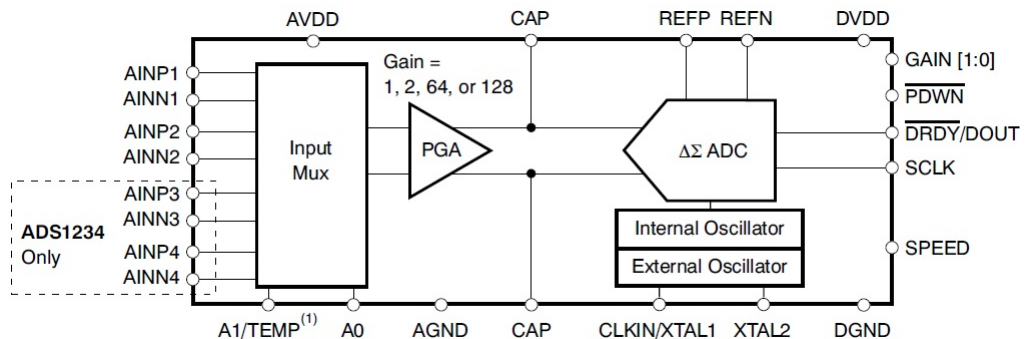 AVDD
CAP
REFP REFN
DVDD
Gain =
1, 2, 64, or 128
GAIN [1:0]
AINP1
AINN1
PDWN
AINP2
AINN2
Input
Mux
PGA
ΔΣ ADC
DRDY/DOUT
SCLK
AINP3
AINN3
ADS1234
Only
AINP4
AINN4
Internal Oscillator
External Oscillator
SPEED
A1/TEMP(1)
A0
AGND
CAP
CLKIN/XTAL1
XTAL2
DGND